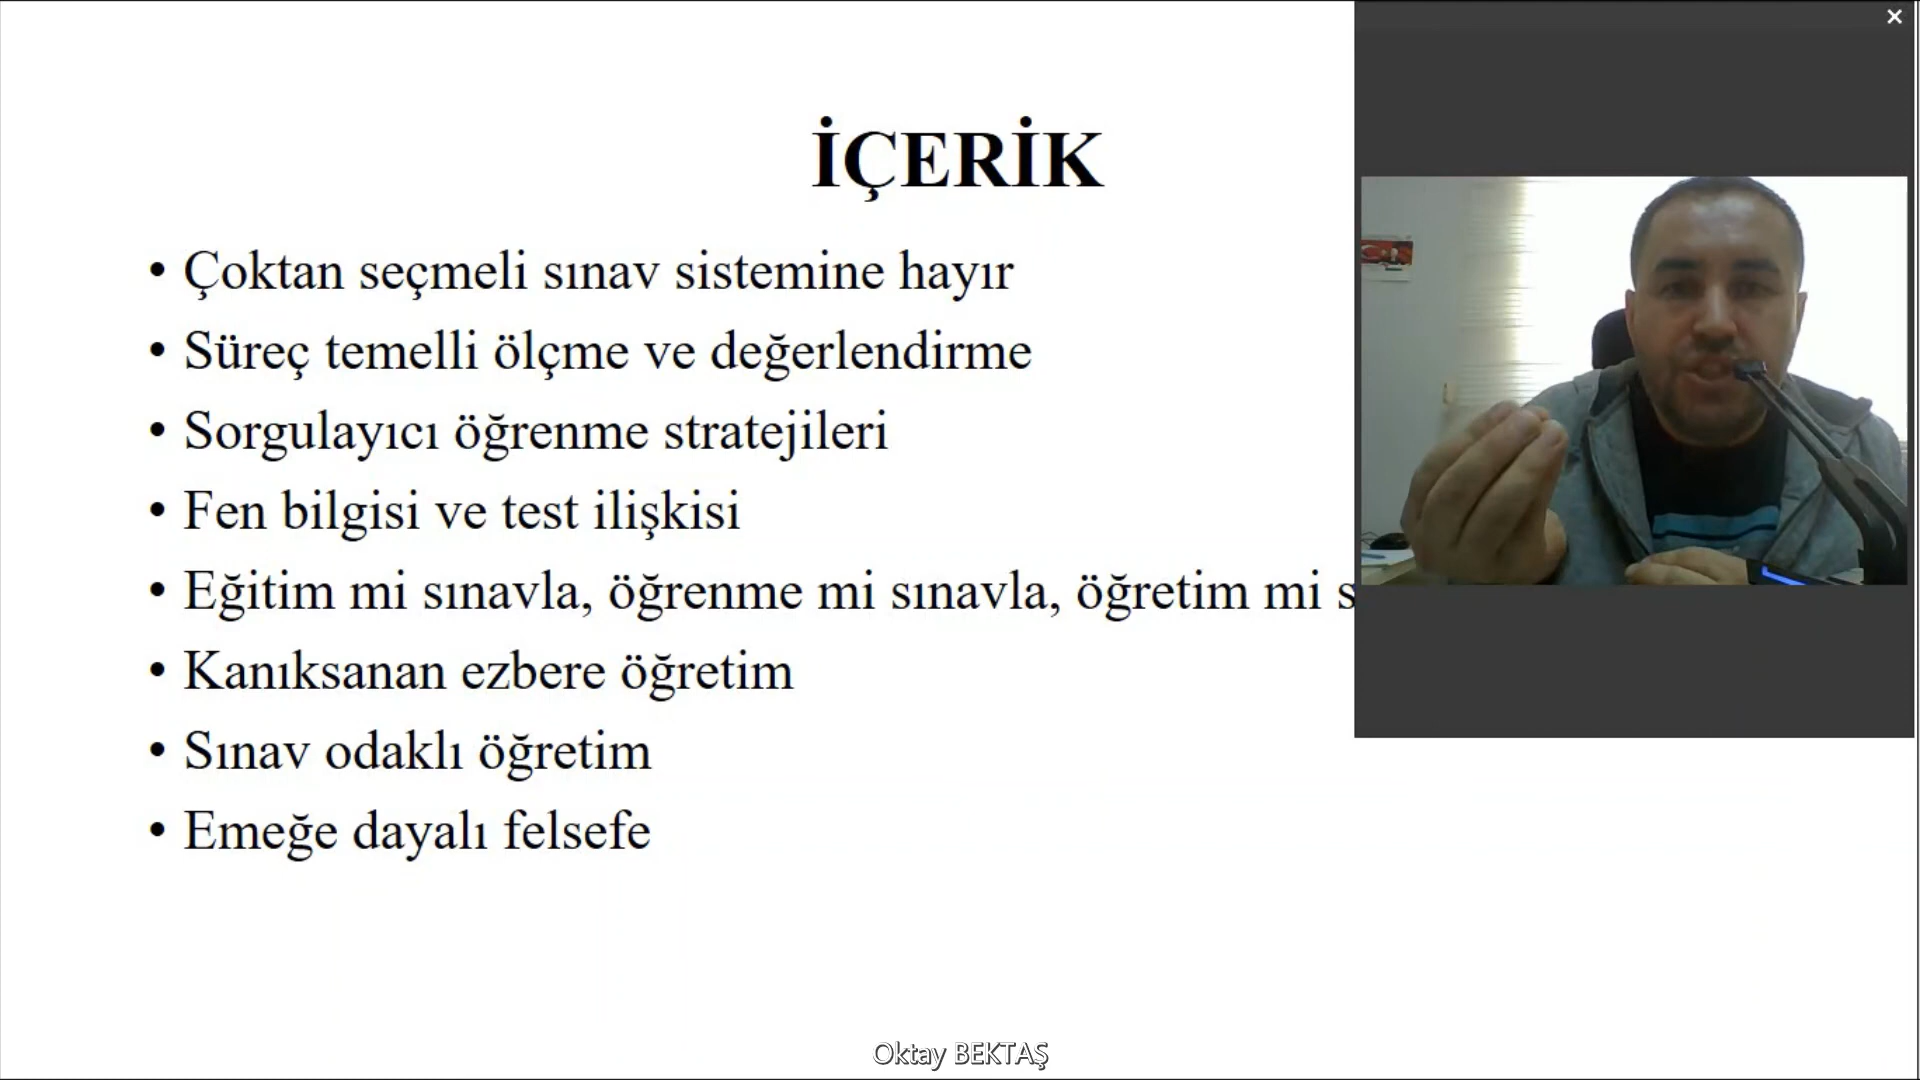 İÇERİK
• Çoktan seçmeli sınav sistemine hayır
• Süreç temelli ölçme ve değerlendirme
• Sorgulayıcı öğrenme stratejileri
• Fen bilgisi ve test ilişkisi
• Eğitim mi sınavla, öğrenme mi sınavla, öğretim mi
• Kanıksanan ezbere öğretim
• Sınav odaklı öğretim
• Emeğe dayalı felsefe
Oktay BEKTAŞ